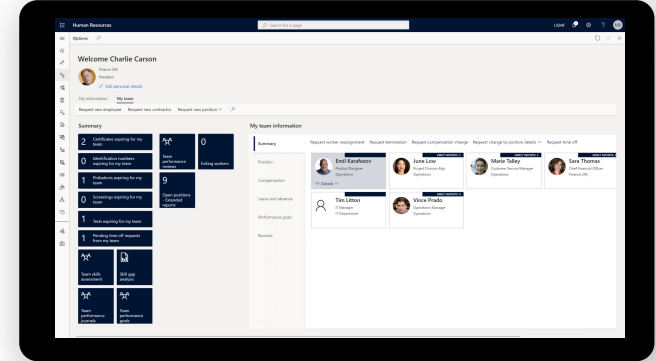 Human Resources
Search for a page
USMF
?
Options
Welcome Charlie Carson
Finance UAE
President
Edit personal details
My information My team
Request new employee Request new contractor Request new position
Summary
2 Certificates expiring for my team
0 Identification numbers expiring for my team
1 Probations expiring for my team
0 Screenings expiring for my team
1 Tests expiring for my team
1 Pending time off requests from my team
Team performance reviews
0 Exiting workers
9 Open positions - Extended reports
Team skills assessment
Skill gap analysis
Team performance journals
Team performance goals
My team information
Summary
Position
Compensation
Leave and absence
Performance goals
Reviews
Request worker reassignment Request termination Request compensation change Request change to position details Request time off
Emil Karafezov
Product Designer
Operations
Details
June Low
Project Division Mgr
Operations
Marie Talley
Customer Service Manager
Operations
Sara Thomas
Chief Financial Officer
Finance UAE
Tim Litton
IT Manager
IT Department
Vince Prado
Operations Manager
Operations